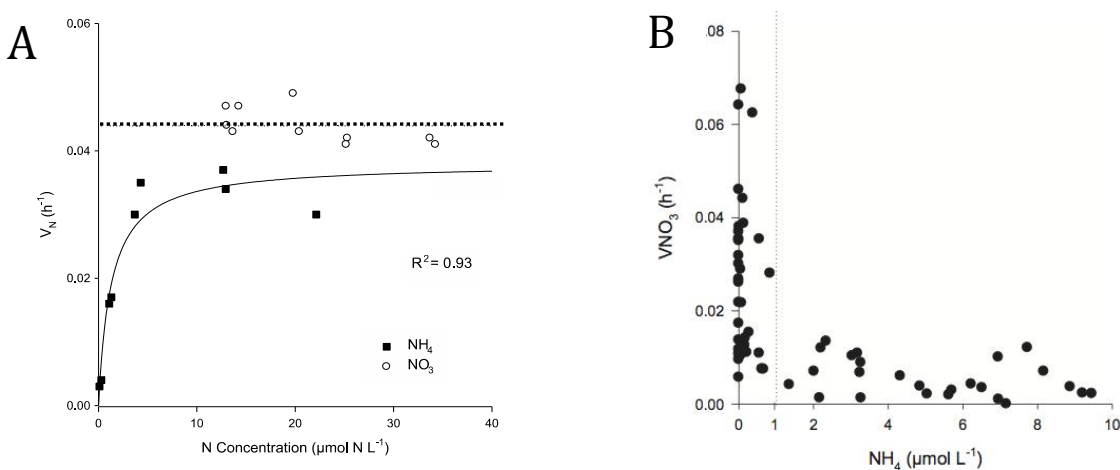 A
0.06
0.04
0.02
0.00
V_N (h⁻¹)
R² = 0.93
NH₄
NO₃
0 10 20 30 40
N Concentration (µmol N L⁻¹)
B
0.08
0.06
0.04
0.02
0.00
VNO₃ (h⁻¹)
0 1 2 4 6 8 10
NH₄ (µmol L⁻¹)